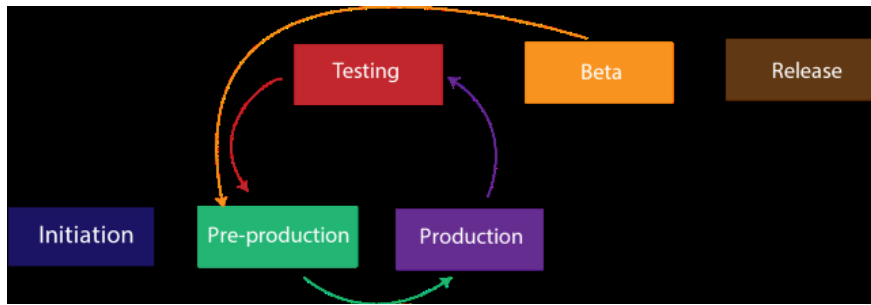 Testing
Beta
Release
Initiation
Pre-production
Production